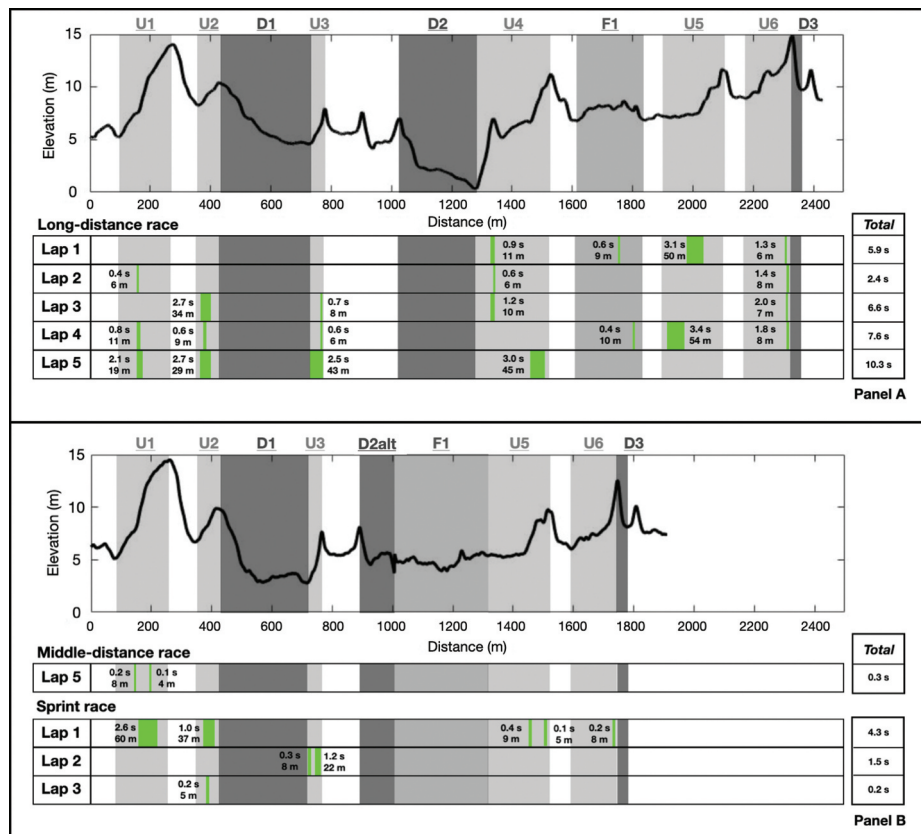 U1 U2 D1 U3 D2 U4 F1 U5 U6 D3
15
10
5
0
Elevation (m)
0 200 400 600 800 1000 1200 1400 1600 1800 2000 2200 2400
Distance (m)
Long-distance race
Total
Lap 1 0.9 s 0.6 s 3.1 s 1.3 s 5.9 s
11 m 9 m 50 m 6 m
Lap 2 0.4 s 0.6 s 1.4 s 2.4 s
6 m 6 m 8 m
Lap 3 2.7 s 0.7 s 1.2 s 2.0 s 6.6 s
34 m 8 m 10 m 7 m
Lap 4 0.8 s 0.6 s 0.6 s 0.4 s 3.4 s 1.8 s 7.6 s
11 m 9 m 6 m 10 m 54 m 8 m
Lap 5 2.1 s 2.7 s 2.5 s 3.0 s 10.3 s
19 m 29 m 43 m 45 m
Panel A
U1 U2 D1 U3 D2alt F1 U5 U6 D3
15
10
5
0
Elevation (m)
0 200 400 600 800 1000 1200 1400 1600 1800 2000 2200 2400
Distance (m)
Middle-distance race
Total
Lap 5 0.2 s 0.1 s 0.3 s
8 m 4 m
Sprint race
Lap 1 2.6 s 1.0 s 0.4 s 0.1 s 0.2 s 4.3 s
60 m 37 m 9 m 5 m 8 m
Lap 2 0.3 s 1.2 s 1.5 s
8 m 22 m
Lap 3 0.2 s 0.2 s
5 m
Panel B